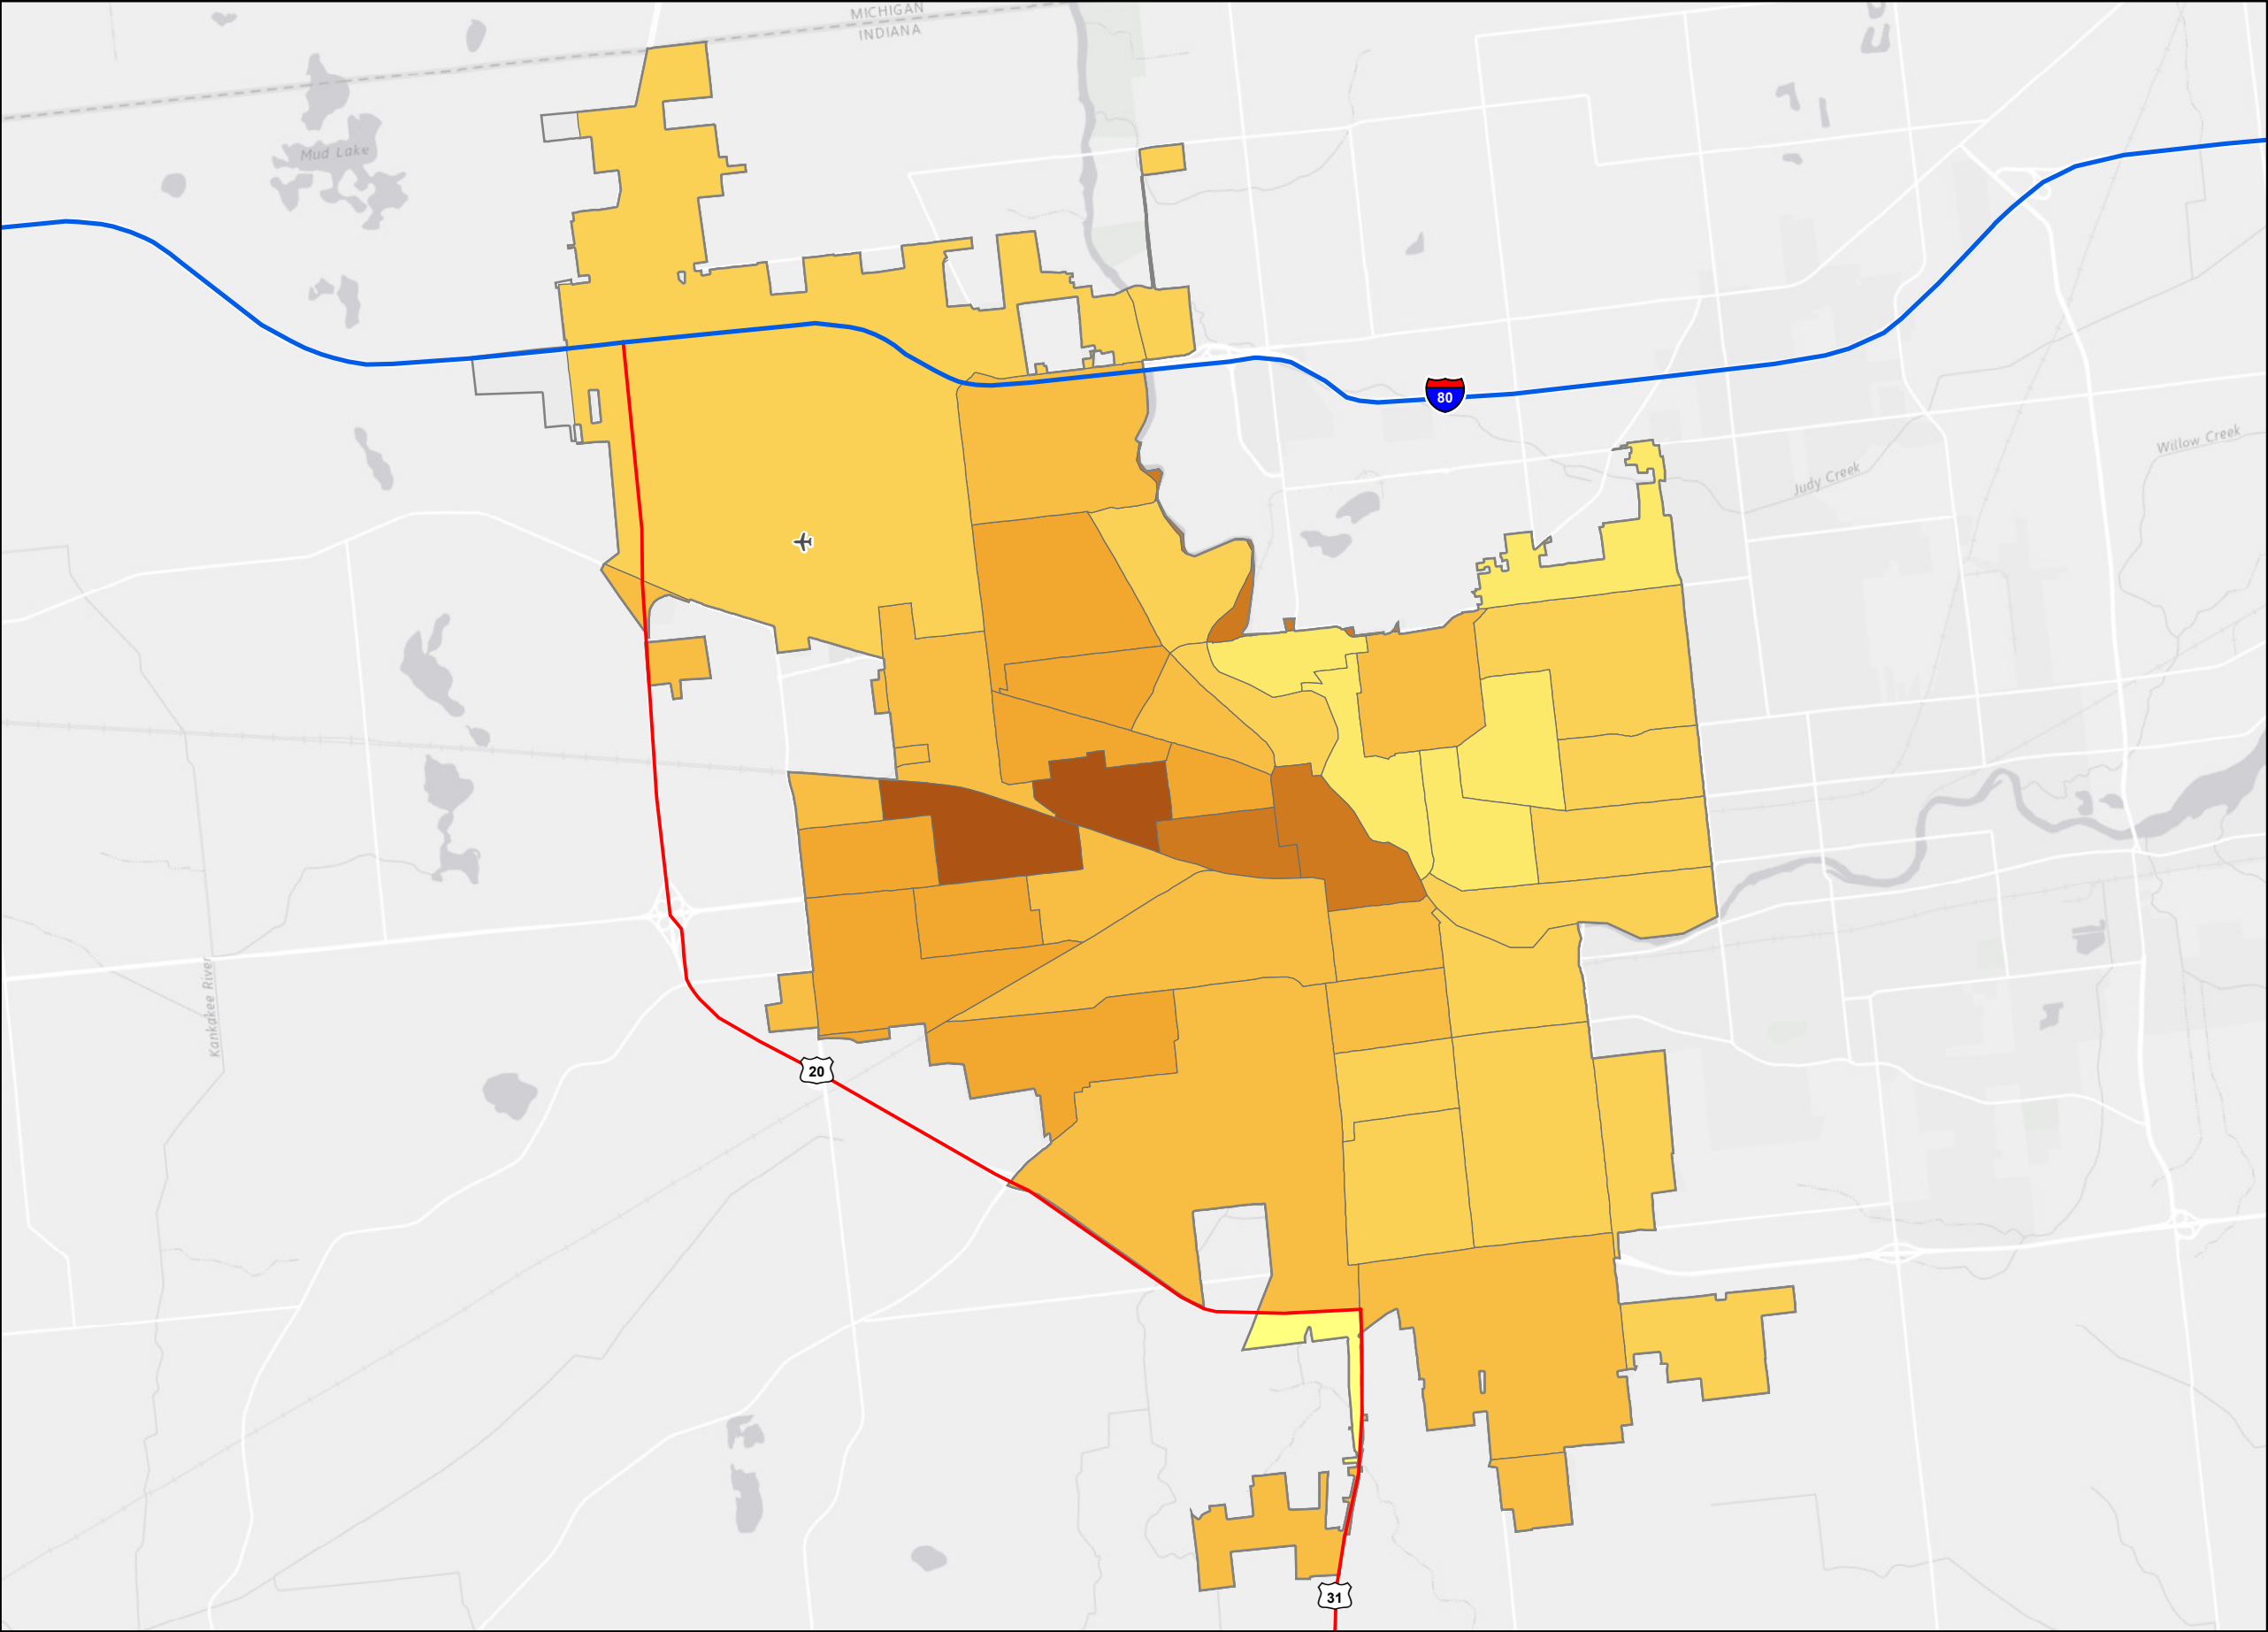 MICHIGAN
INDIANA
Mud Lake
80
Willow Creek
Judy Creek
Kankakee River
20
31